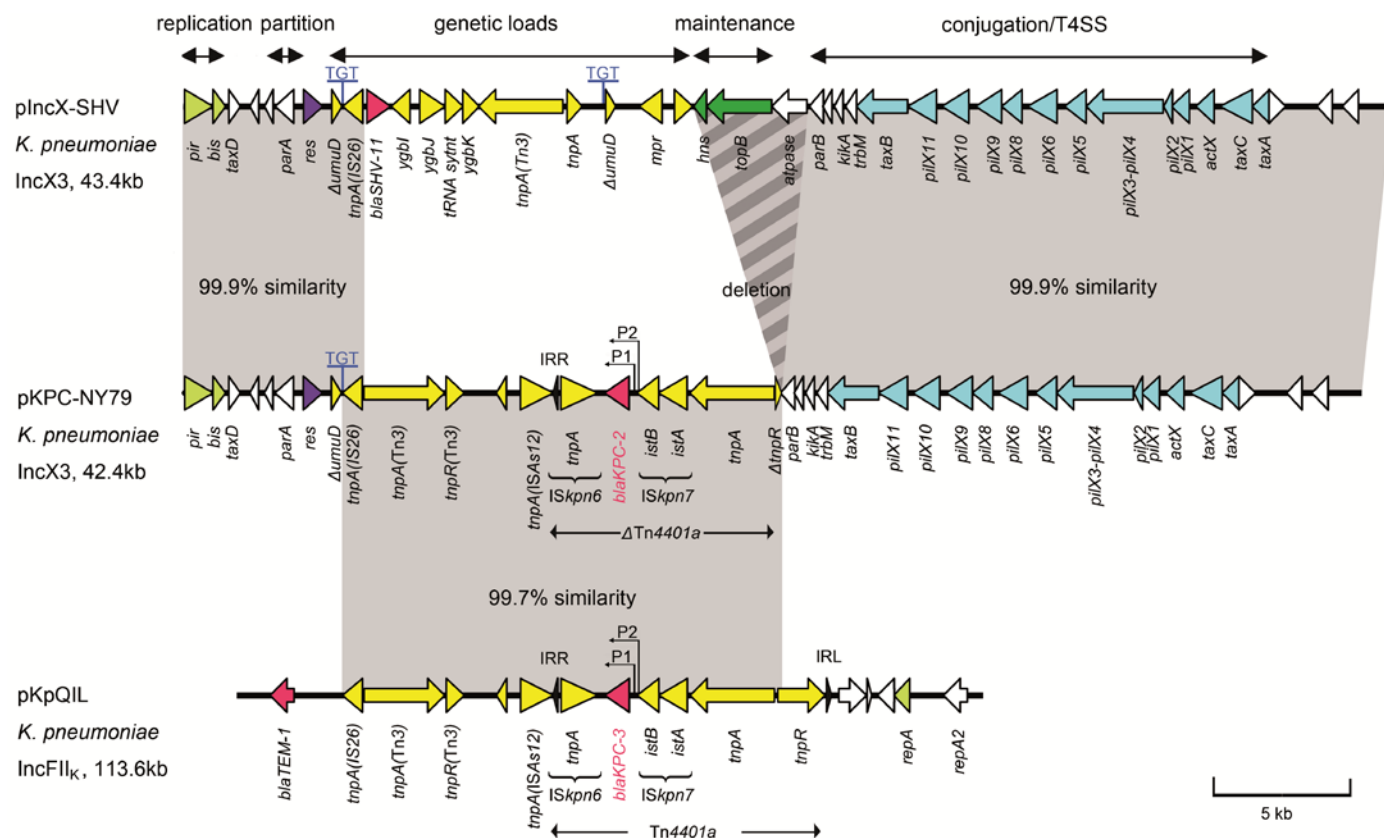 replication partition genetic loads maintenance conjugation/T4SS
TGT TGT
pIncX-SHV
K. pneumoniae
IncX3, 43.4kb
pir bis taxD parA res ΔumuD tnpA(IS26) blaSHV-11 ygbI ygbJ tRNA sytnt ygbK tnpA(Tn3) tnpA ΔumuD mpr hns topB atpase parB kikA trbM taxB pilX11 pilX10 pilX9 pilX8 pilX6 pilX5 pilX3-pilX4 pilX2 pilX1 actX taxC taxA
99.9% similarity deletion 99.9% similarity
P2
TGT IRR P1
pKPC-NY79
K. pneumoniae
IncX3, 42.4kb
pir bis taxD parA res ΔumuD tnpA(IS26) tnpA(Tn3) tnpR(Tn3) tnpA(ISAs12) tnpA blaKPC-2 istB istA tnpA ΔtnpR parB kikA trbM taxB pilX11 pilX10 pilX9 pilX8 pilX6 pilX5 pilX3-pilX4 pilX2 pilX1 actX taxC taxA
ISkpn6 ISkpn7
ΔTn4401a
99.7% similarity
P2
IRR P1 IRL
pKpQIL
K. pneumoniae
IncFIIK, 113.6kb
blaTEM-1 tnpA(IS26) tnpA(Tn3) tnpR(Tn3) tnpA(ISAs12) tnpA blaKPC-3 istB istA tnpA tnpR repA repA2
ISkpn6 ISkpn7
Tn4401a
5 kb